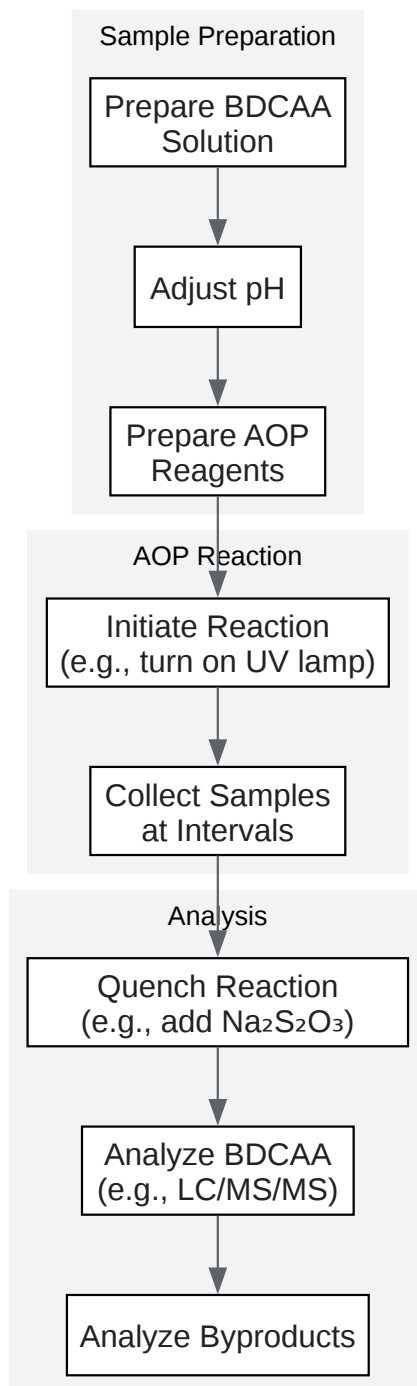 Sample Preparation
Prepare BDCAA
Solution
Adjust pH
Prepare AOP
Reagents
AOP Reaction
Initiate Reaction
(e.g., turn on UV lamp)
Collect Samples
at Intervals
Analysis
Quench Reaction
(e.g., add Na₂S₂O₃)
Analyze BDCAA
(e.g., LC/MS/MS)
Analyze Byproducts